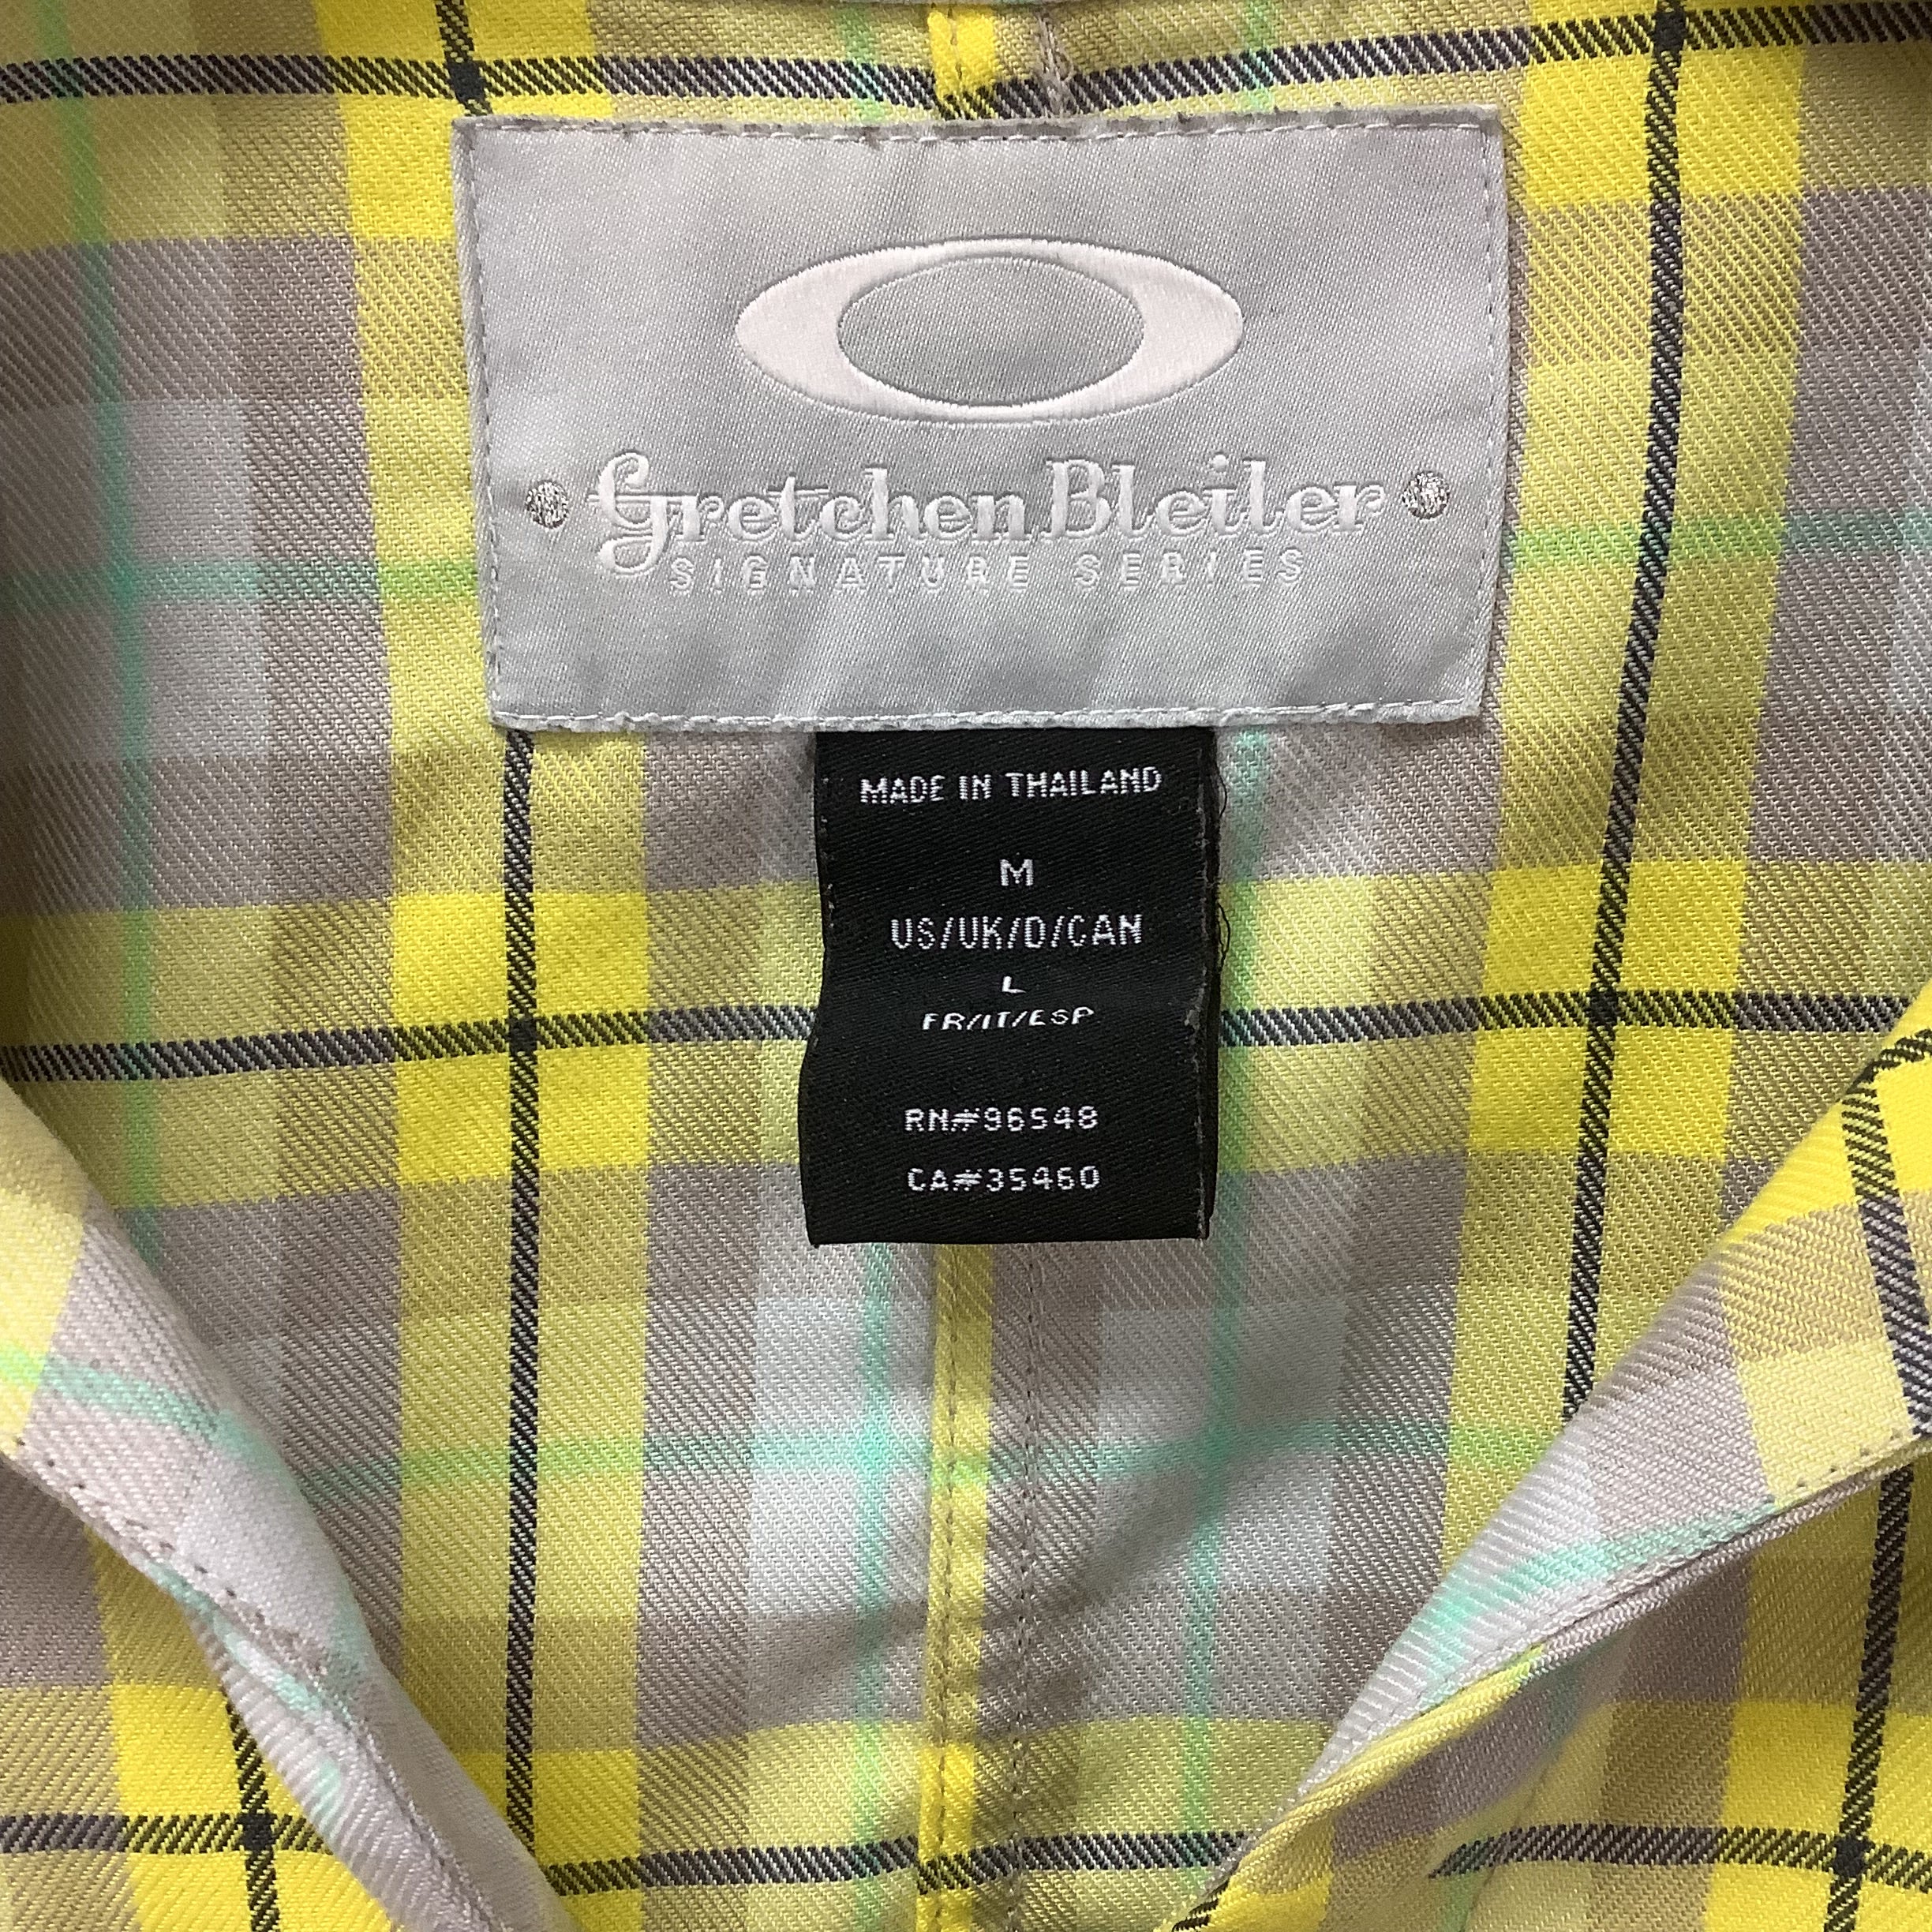 Gretchen Bleiler
SIGNATURE SERIES
MADE IN THAILAND
M
US/UK/D/CAN
L
FR/IT/ESP
RN#96548
CA#35460